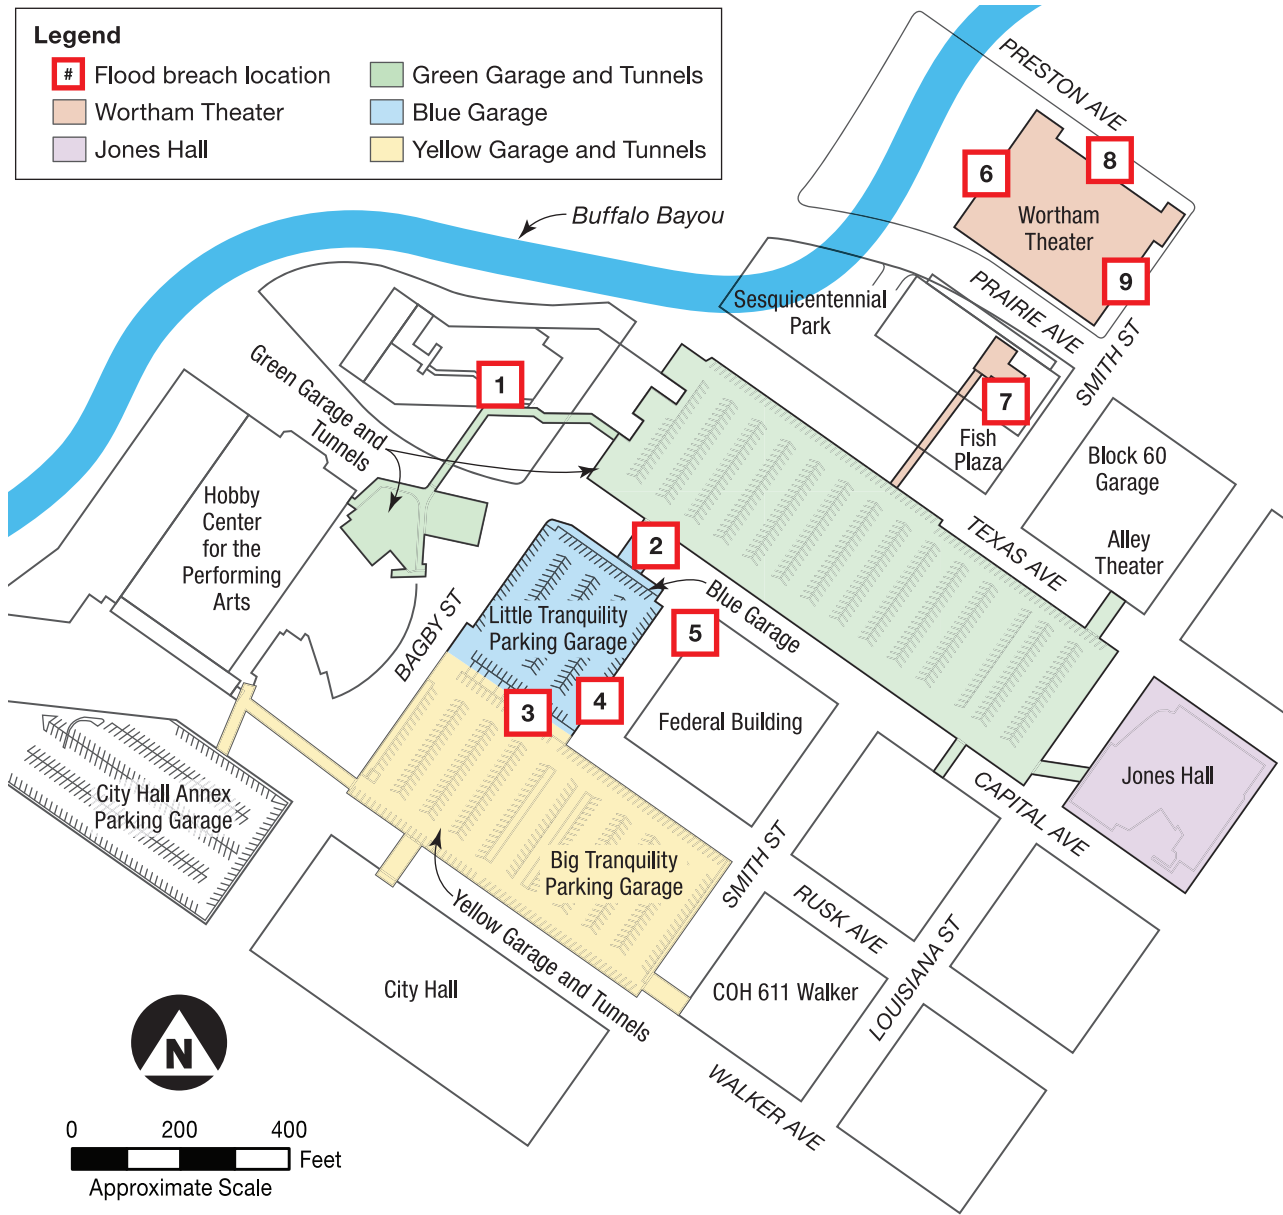 Legend
# Flood breach location
Wortham Theater
Jones Hall
Green Garage and Tunnels
Blue Garage
Yellow Garage and Tunnels
PRESTON AVE
8
6
Wortham
Theater
9
Buffalo Bayou
Sesquicentennial
Park
PRAIRIE AVE
SMITH ST
1
Green Garage and
Tunnels
7
Fish
Plaza
Block 60
Garage
Alley
Theater
TEXAS AVE
Hobby
Center
for the
Performing
Arts
2
Blue Garage
BAGBY ST
Little Tranquility
Parking Garage
5
4
3
Federal Building
Jones Hall
CAPITAL AVE
City Hall Annex
Parking Garage
Big Tranquility
Parking Garage
SMITH ST
RUSK AVE
LOUISIANA ST
Yellow Garage and Tunnels
City Hall
COH 611 Walker
WALKER AVE
N
0 200 400
Feet
Approximate Scale